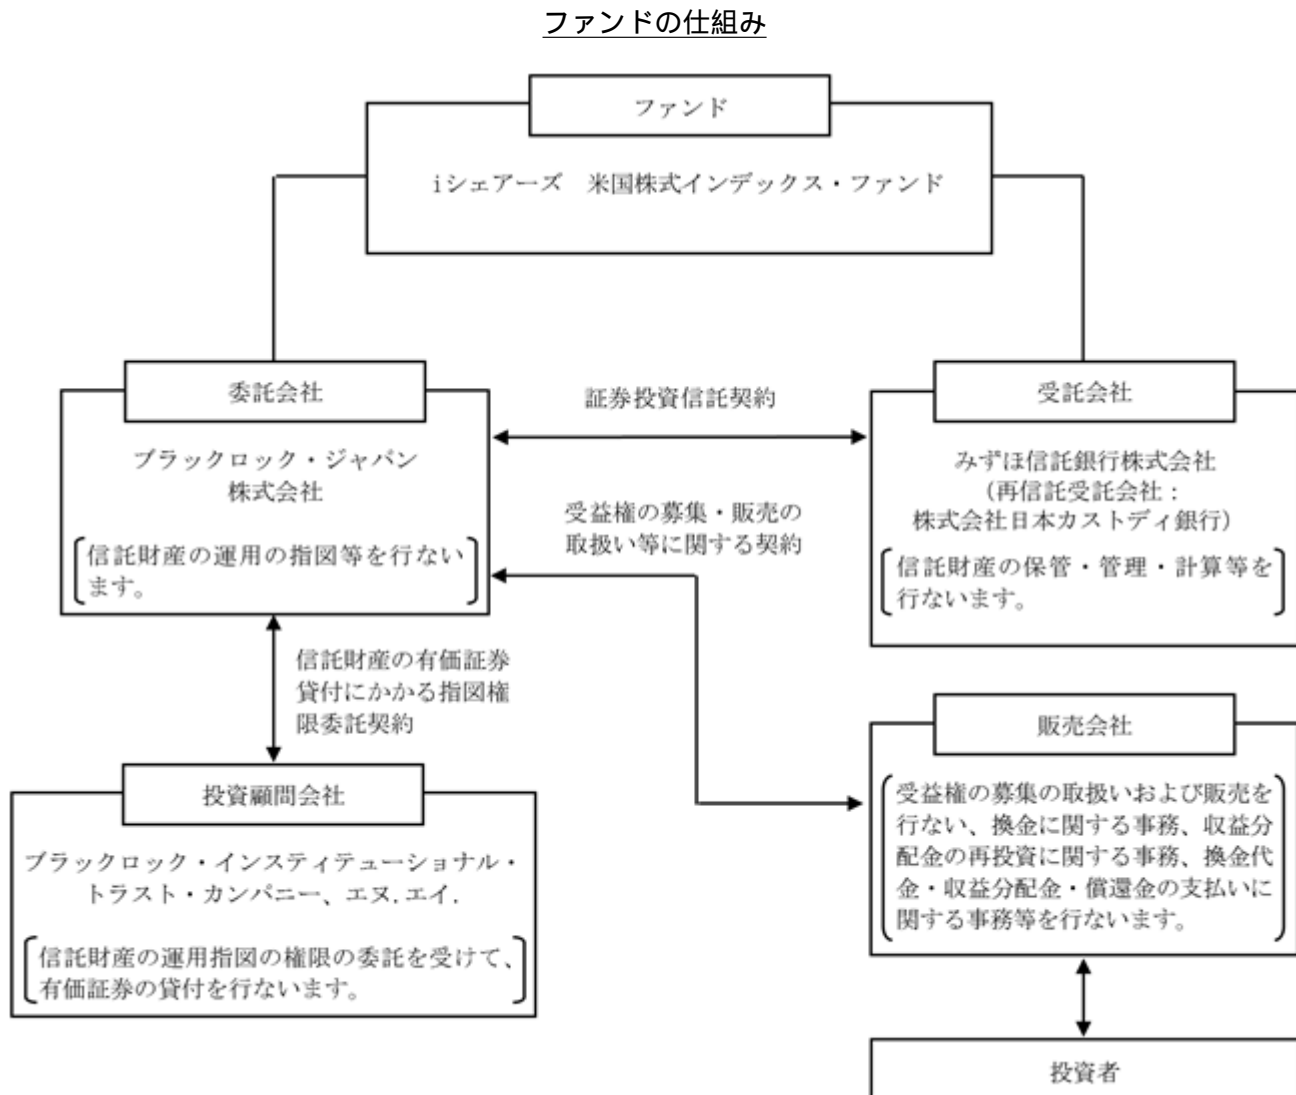 ファンドの仕組み
ファンド
iシェアーズ 米国株式インデックス・ファンド
委託会社
ブラックロック・ジャパン
株式会社
信託財産の運用の指図等を行ない
ます。
証券投資信託契約
受益権の募集・販売の
取扱い等に関する契約
受託会社
みずほ信託銀行株式会社
(再信託受託会社:
株式会社日本カストディ銀行)
信託財産の保管・管理・計算等を
行ないます。
信託財産の有価証券
貸付にかかる指図権
限委託契約
投資顧問会社
ブラックロック・インスティテューショナル・
トラスト・カンパニー、エヌ.エイ.
信託財産の運用指図の権限の委託を受けて、
有価証券の貸付を行ないます。
販売会社
受益権の募集の取扱いおよび販売を
行ない、換金に関する事務、収益分
配金の再投資に関する事務、換金代
金・収益分配金・償還金の支払いに
関する事務等を行ないます。
投資者